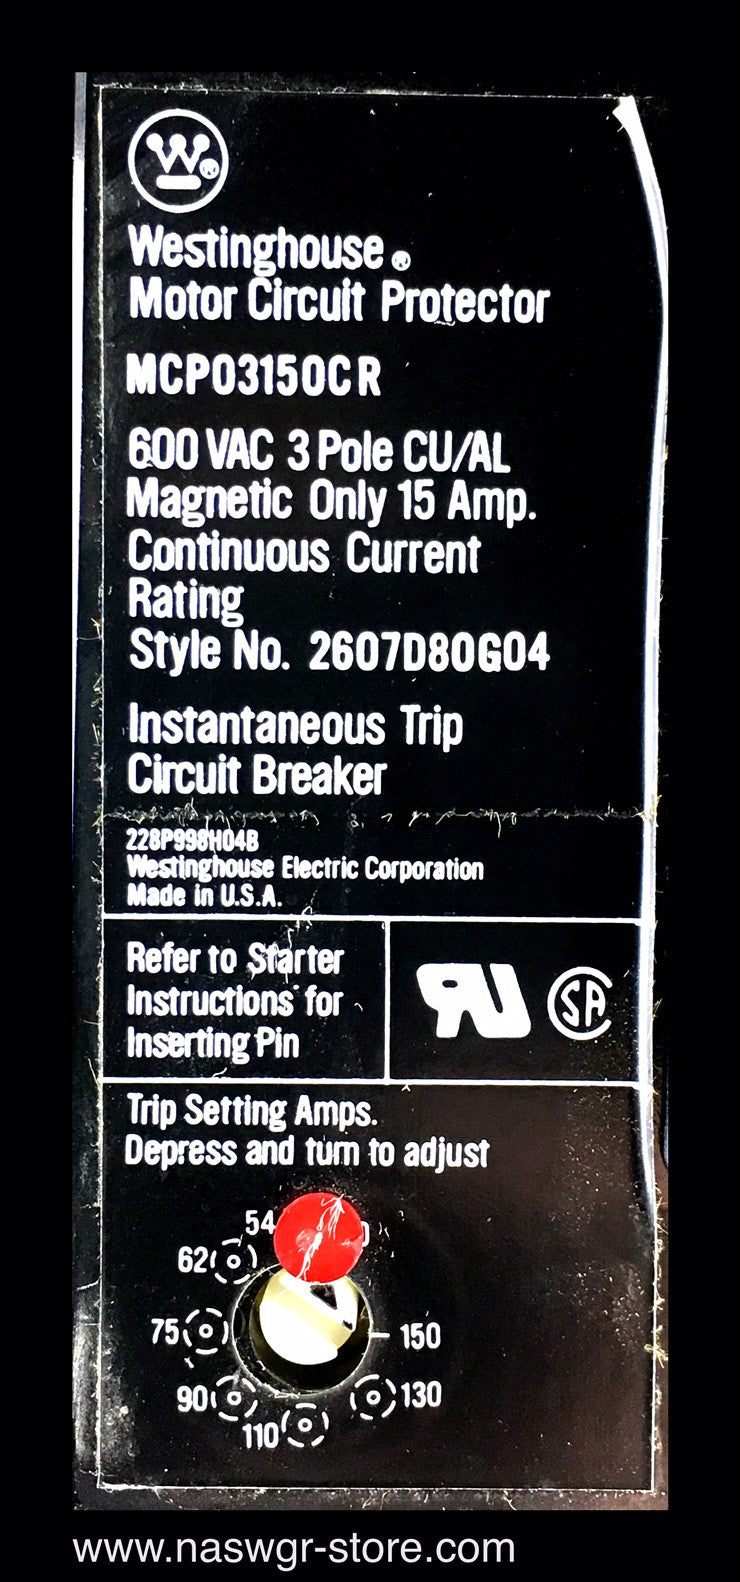 W
Westinghouse ®
Motor Circuit Protector
MCP03150CR
600 VAC 3 Pole CU/AL
Magnetic Only 15 Amp.
Continuous Current
Rating
Style No. 2607D80G04
Instantaneous Trip
Circuit Breaker
228P998H04B
Westinghouse Electric Corporation
Made in U.S.A.
Refer to Starter
Instructions for
Inserting Pin
RU
SA
Trip Setting Amps.
Depress and turn to adjust
54
62
75
150
90
130
110
www.naswgr-store.com